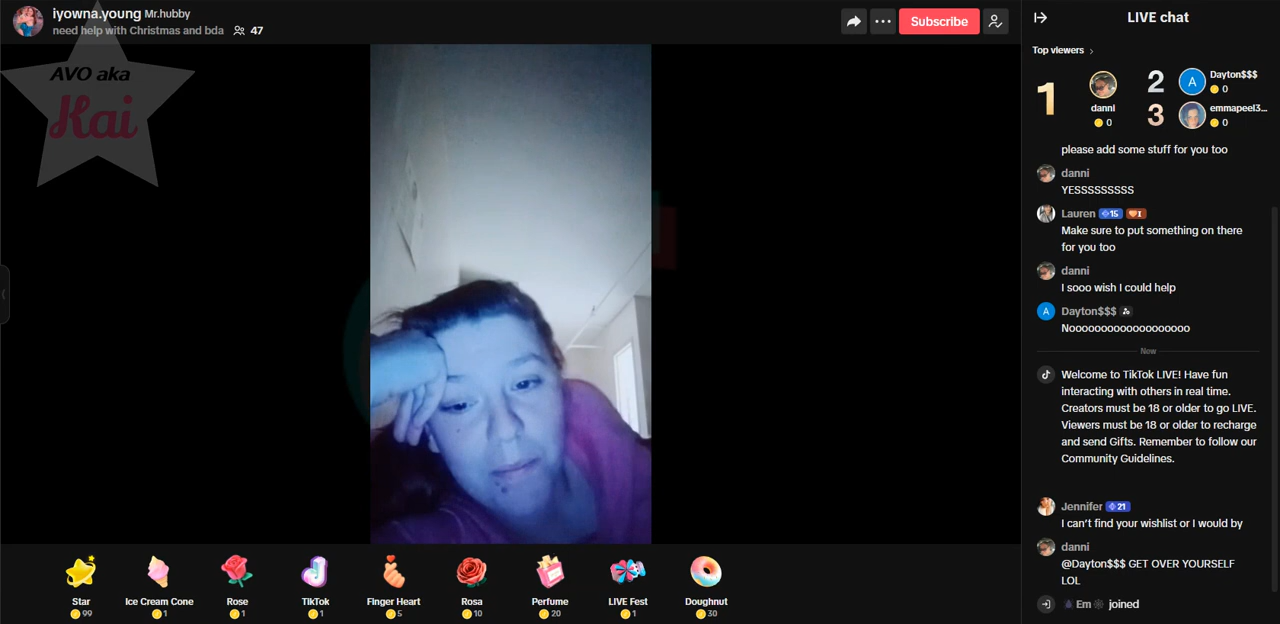 iyowna.young Mr.hubby
need help with Christmas and bda 47
Subscribe
AVO aka
Kai
LIVE chat
Top viewers
1
danni
0
2
A
Dayton$$$
0
3
emmapeel3...
0
please add some stuff for you too
danni
YESSSSSSSSS
Lauren 15 I
Make sure to put something on there
for you too
danni
I sooo wish I could help
A Dayton$$$
Nooooooooooooooooooo
New
Welcome to TikTok LIVE! Have fun
interacting with others in real time.
Creators must be 18 or older to go LIVE.
Viewers must be 18 or older to recharge
and send Gifts. Remember to follow our
Community Guidelines.
Jennifer 21
I can't find your wishlist or I would by
danni
@Dayton$$$ GET OVER YOURSELF
LOL
Em joined
Star
99
Ice Cream Cone
1
Rose
1
TikTok
1
Finger Heart
5
Rosa
10
Perfume
20
LIVE Fest
1
Doughnut
30